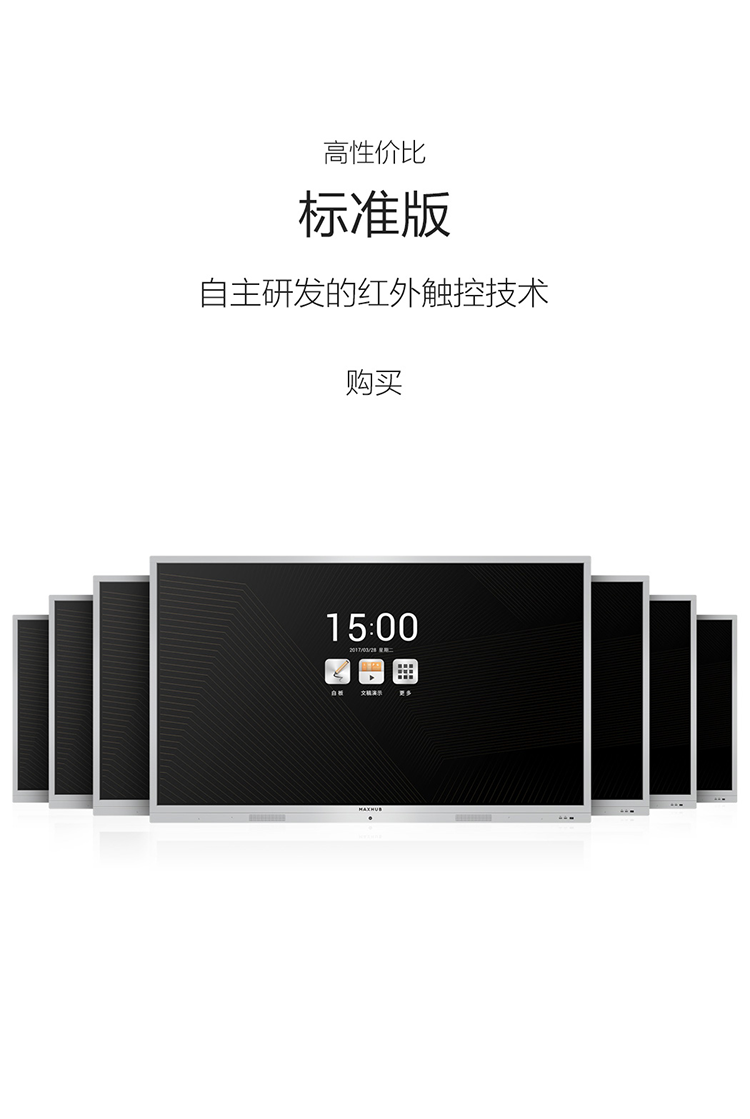 高性价比
标准版
自主研发的红外触控技术
购买
15:00
2017/03/28 星期二
白板 文稿演示 更多
MAXHUB